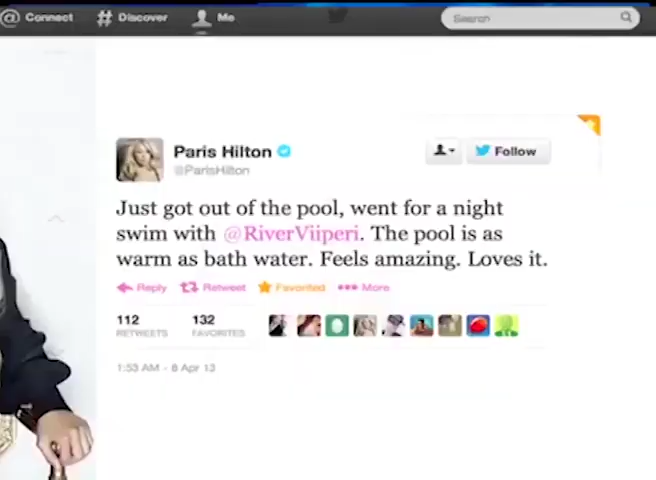 @ Connect # Discover Me Search
Paris Hilton
@ParisHilton
Follow
Just got out of the pool, went for a night
swim with @RiverViiperi. The pool is as
warm as bath water. Feels amazing. Loves it.
Reply Retweet Favorited More
112 132
RETWEETS FAVORITES
1:53 AM - 8 Apr 13